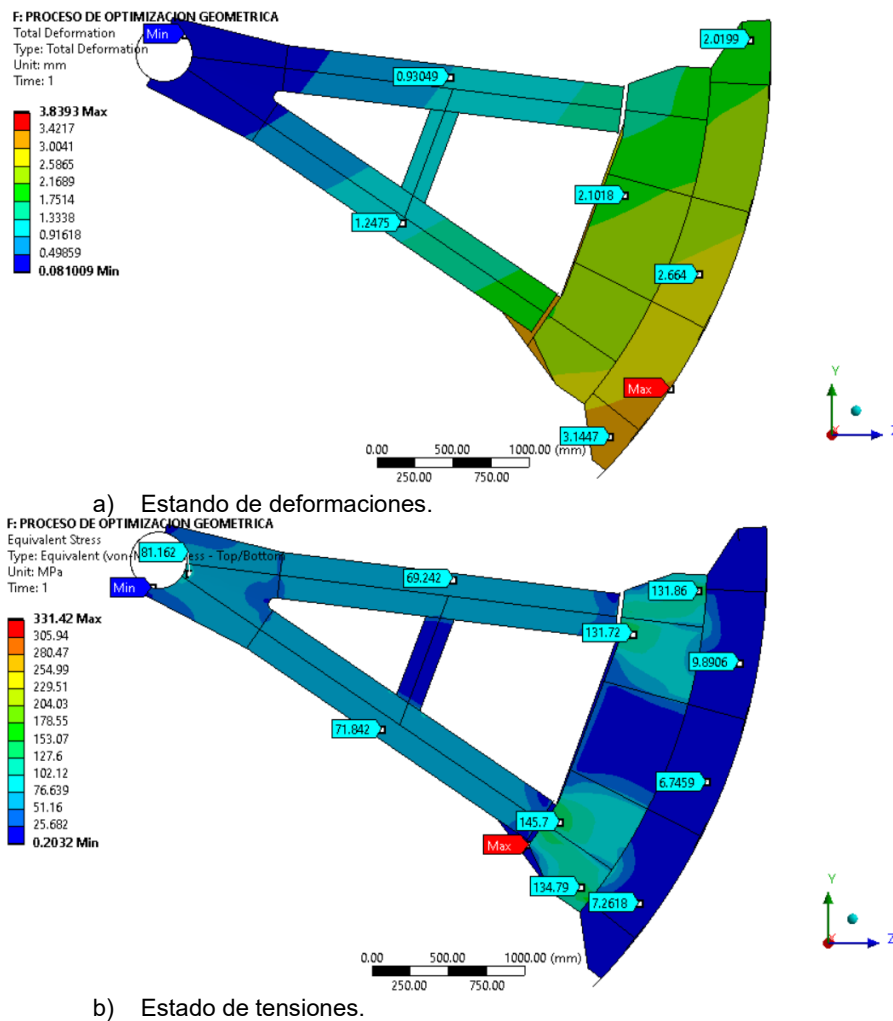 F: PROCESO DE OPTIMIZACION GEOMETRICA
Total Deformation
Type: Total Deformation
Unit: mm
Time: 1
3.8393 Max
3.4217
3.0041
2.5865
2.1689
1.7514
1.3338
0.91618
0.49859
0.081009 Min
Min
0.93049
2.0199
2.1018
1.2475
2.664
Max
3.1447
Y
Z
X
0.00 500.00 1000.00 (mm)
250.00 750.00
a) Estando de deformaciones.
F: PROCESO DE OPTIMIZACION GEOMETRICA
Equivalent Stress
Type: Equivalent (von-M ess - Top/Bottom
Unit: MPa
Time: 1
331.42 Max
305.94
280.47
254.99
229.51
204.03
178.55
153.07
127.6
102.12
76.639
51.16
25.682
0.2032 Min
81.162
Min
69.242
131.86
131.72
9.8906
71.842
6.7459
145.7
Max
134.79
7.2618
Y
Z
X
0.00 500.00 1000.00 (mm)
250.00 750.00
b) Estado de tensiones.